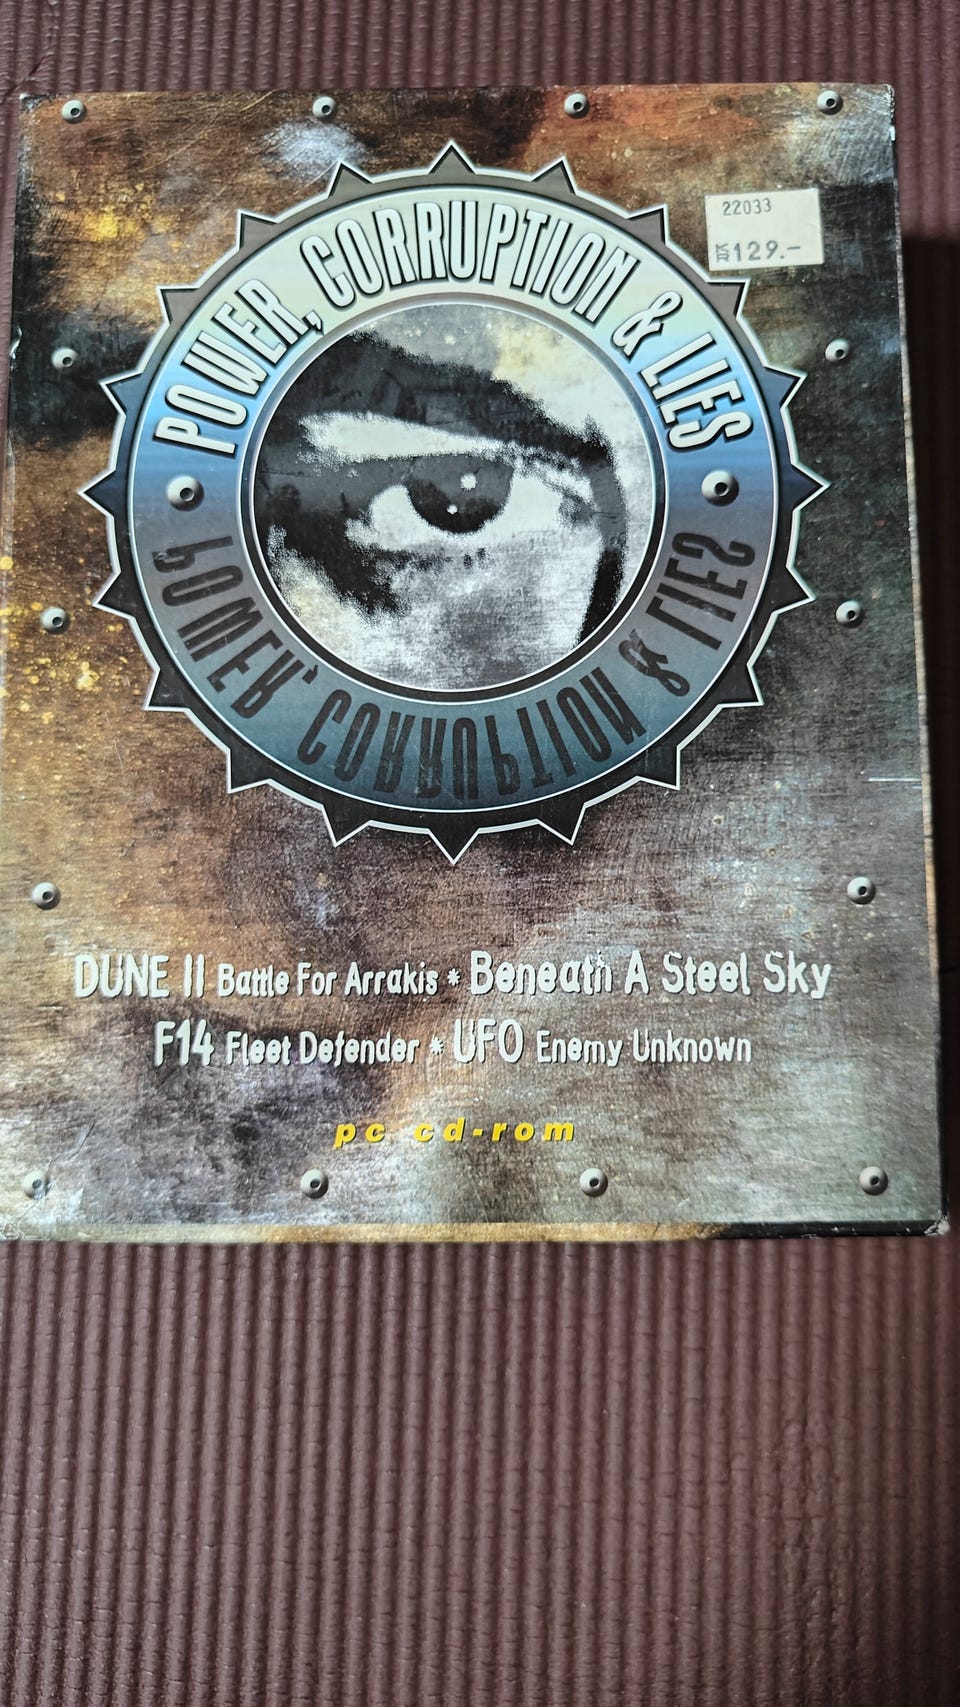 22033
KR 129.-
POWER, CORRUPTION & LIES
POWER, CORRUPTION & LIES
DUNE II Battle For Arrakis * Beneath A Steel Sky
F14 Fleet Defender * UFO Enemy Unknown
pc cd-rom